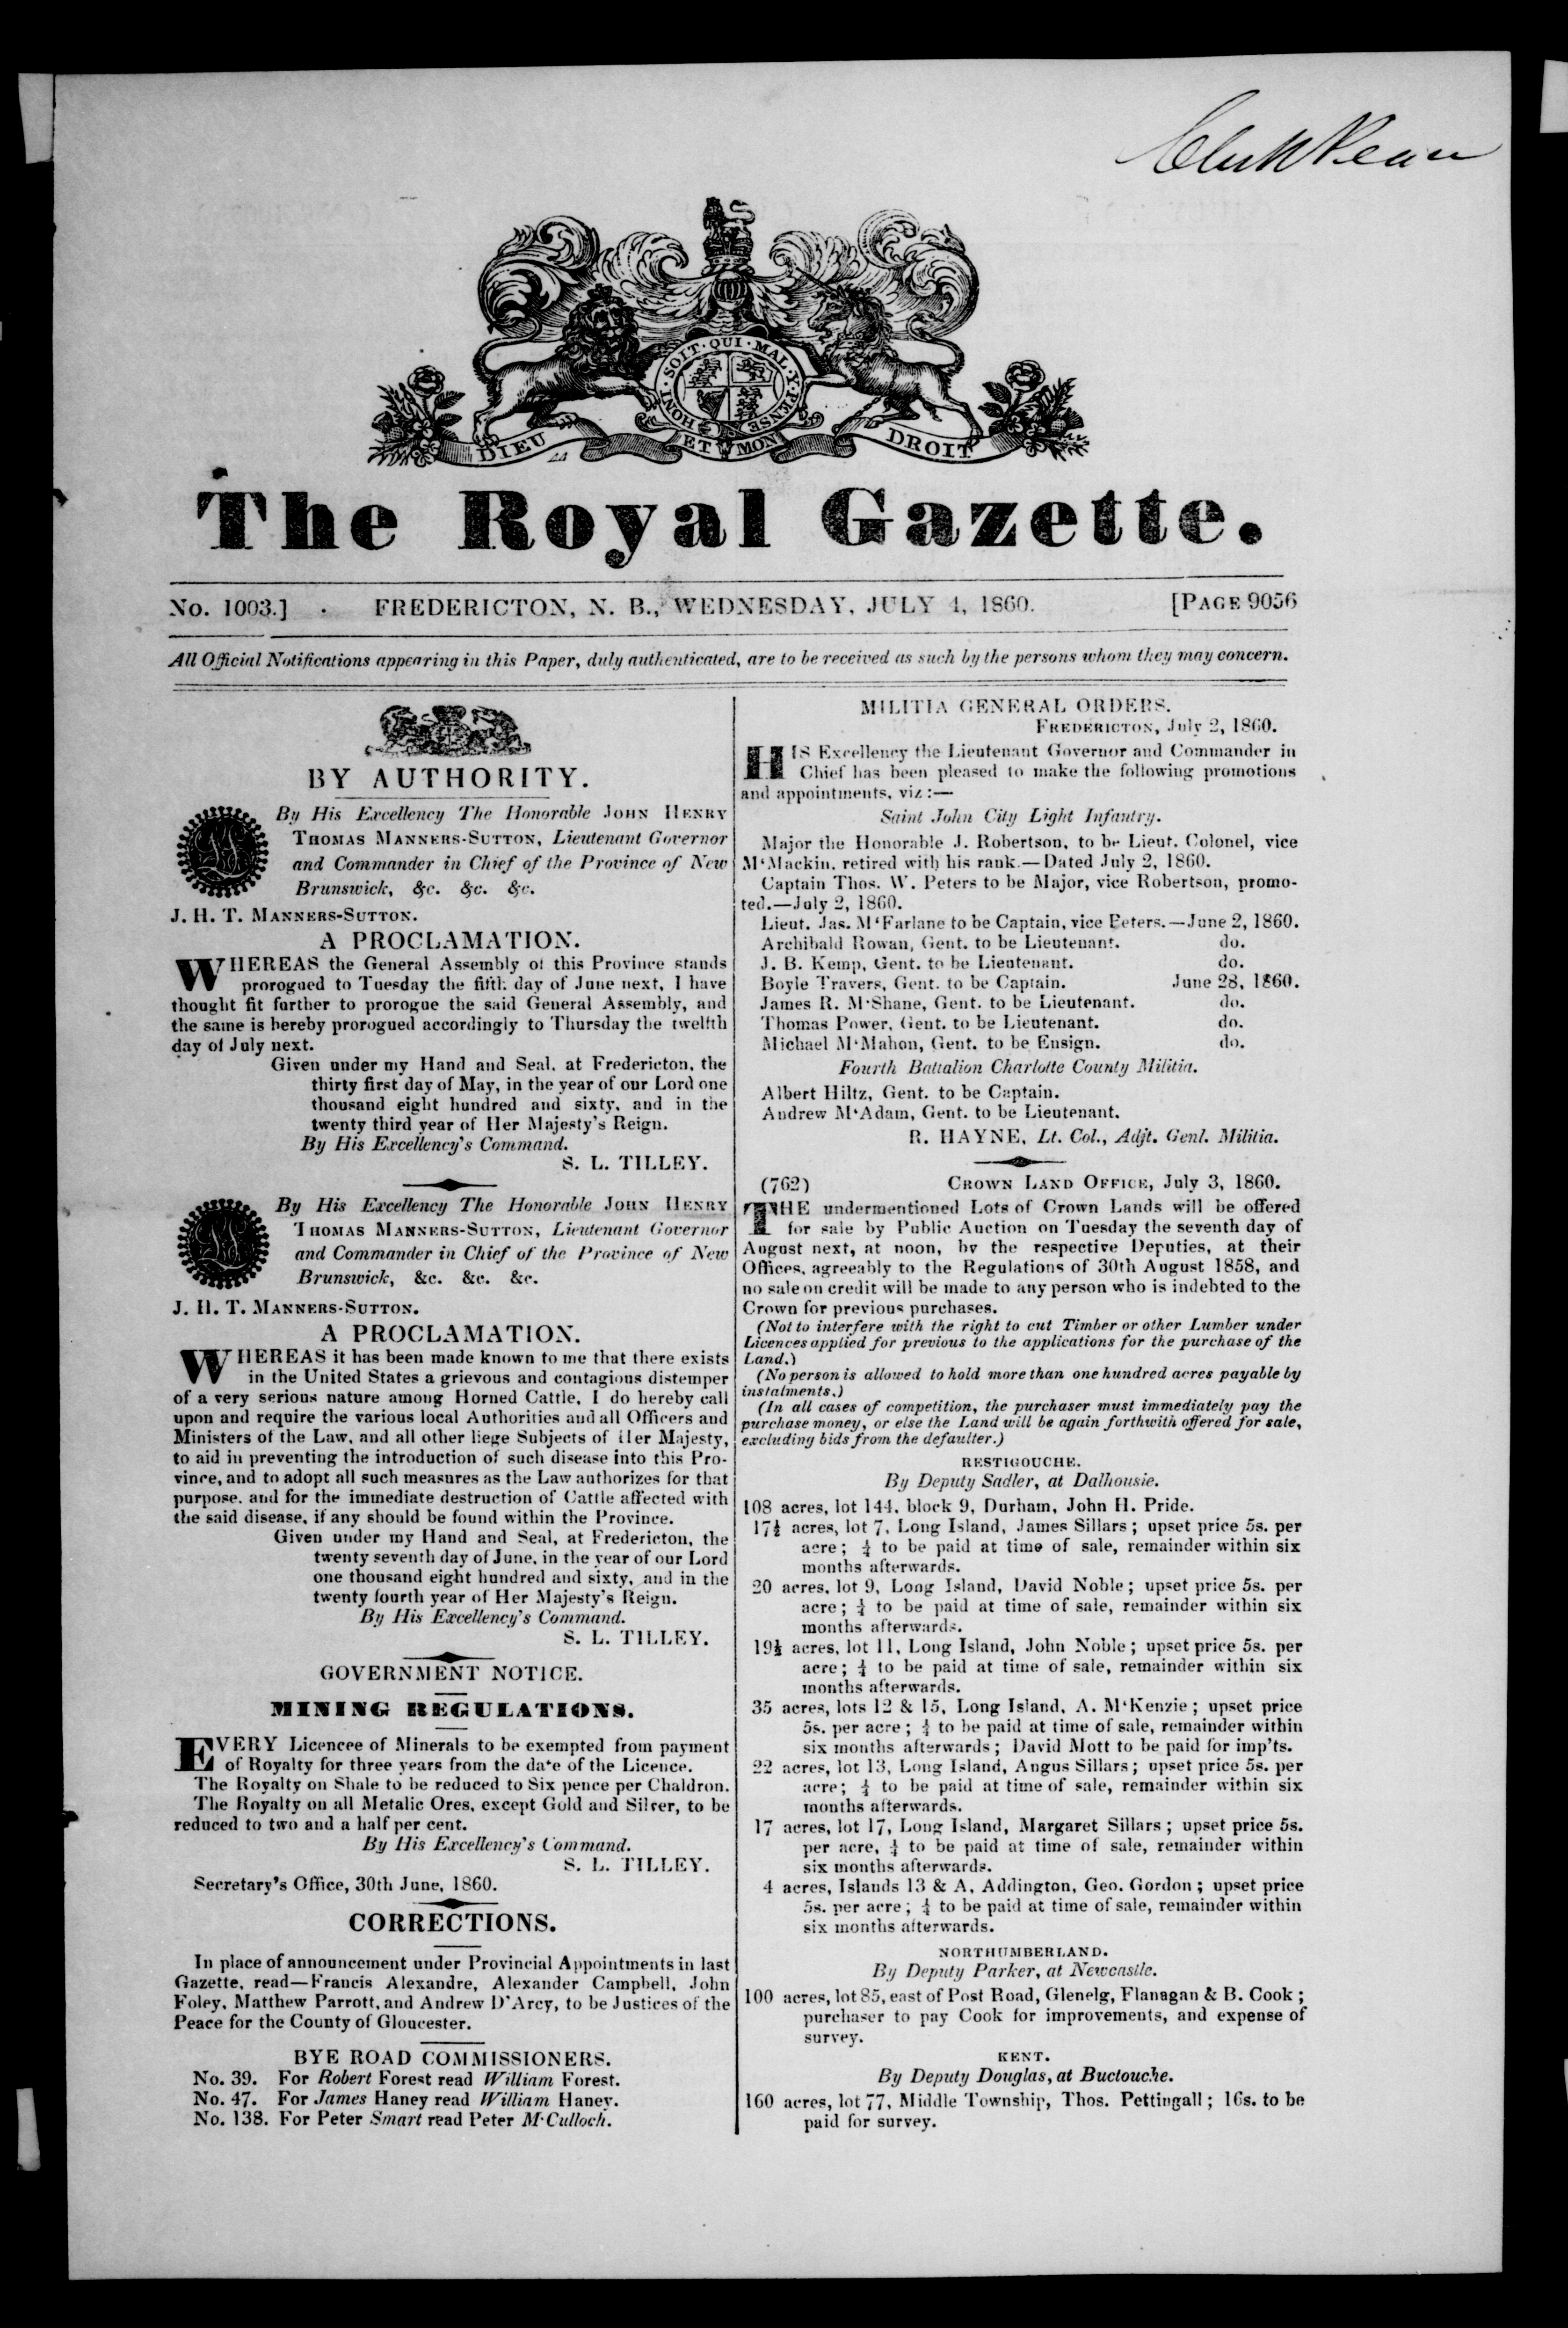 HONI·SOIT·QUI·MAL·Y·PENSE
DIEU ET MON DROIT
The Royal Gazette.
No. 1003.] FREDERICTON, N. B., WEDNESDAY, JULY 4, 1860. [PAGE 9056
All Official Notifications appearing in this Paper, duly authenticated, are to be received as such by the persons whom they may concern.
BY AUTHORITY.
By His Excellency The Honorable JOHN HENRY
THOMAS MANNERS-SUTTON, Lieutenant Governor
and Commander in Chief of the Province of New
Brunswick, &c. &c. &c.
J. H. T. MANNERS-SUTTON.
A PROCLAMATION.
WHEREAS the General Assembly of this Province stands
prorogued to Tuesday the fifth day of June next, I have
thought fit further to prorogue the said General Assembly, and
the same is hereby prorogued accordingly to Thursday the twelfth
day of July next.
Given under my Hand and Seal, at Fredericton, the
thirty first day of May, in the year of our Lord one
thousand eight hundred and sixty, and in the
twenty third year of Her Majesty's Reign.
By His Excellency's Command.
S. L. TILLEY.
By His Excellency The Honorable JOHN HENRY
THOMAS MANNERS-SUTTON, Lieutenant Governor
and Commander in Chief of the Province of New
Brunswick, &c. &c. &c.
J. H. T. MANNERS-SUTTON.
A PROCLAMATION.
WHEREAS it has been made known to me that there exists
in the United States a grievous and contagious distemper
of a very serious nature among Horned Cattle, I do hereby call
upon and require the various local Authorities and all Officers and
Ministers of the Law, and all other liege Subjects of Her Majesty,
to aid in preventing the introduction of such disease into this Pro-
vince, and to adopt all such measures as the Law authorizes for that
purpose, and for the immediate destruction of Cattle affected with
the said disease, if any should be found within the Province.
Given under my Hand and Seal, at Fredericton, the
twenty seventh day of June, in the year of our Lord
one thousand eight hundred and sixty, and in the
twenty fourth year of Her Majesty's Reign.
By His Excellency's Command.
S. L. TILLEY.
GOVERNMENT NOTICE.
MINING REGULATIONS.
EVERY Licencee of Minerals to be exempted from payment
of Royalty for three years from the date of the Licence.
The Royalty on Shale to be reduced to Six pence per Chaldron.
The Royalty on all Metalic Ores, except Gold and Silver, to be
reduced to two and a half per cent.
By His Excellency's Command.
S. L. TILLEY.
Secretary's Office, 30th June, 1860.
CORRECTIONS.
In place of announcement under Provincial Appointments in last
Gazette, read—Francis Alexandre, Alexander Campbell, John
Foley, Matthew Parrott, and Andrew D'Arcy, to be Justices of the
Peace for the County of Gloucester.
BYE ROAD COMMISSIONERS.
No. 39. For Robert Forest read William Forest.
No. 47. For James Haney read William Haney.
No. 138. For Peter Smart read Peter M'Culloch.
MILITIA GENERAL ORDERS.
FREDERICTON, July 2, 1860.
HIS Excellency the Lieutenant Governor and Commander in
Chief has been pleased to make the following promotions
and appointments, viz:—
Saint John City Light Infantry.
Major the Honorable J. Robertson, to be Lieut. Colonel, vice
M'Mackin, retired with his rank.—Dated July 2, 1860.
Captain Thos. W. Peters to be Major, vice Robertson, promo-
ted.—July 2, 1860.
Lieut. Jas. M'Farlane to be Captain, vice Peters.—June 2, 1860.
Archibald Rowan, Gent. to be Lieutenant. do.
J. B. Kemp, Gent. to be Lieutenant. do.
Boyle Travers, Gent. to be Captain. June 28, 1860.
James R. M'Shane, Gent. to be Lieutenant. do.
Thomas Power, Gent. to be Lieutenant. do.
Michael M'Mahon, Gent. to be Ensign. do.
Fourth Battalion Charlotte County Militia.
Albert Hiltz, Gent. to be Captain.
Andrew M'Adam, Gent. to be Lieutenant.
R. HAYNE, Lt. Col., Adjt. Genl. Militia.
(762) CROWN LAND OFFICE, July 3, 1860.
THE undermentioned Lots of Crown Lands will be offered
for sale by Public Auction on Tuesday the seventh day of
August next, at noon, by the respective Deputies, at their
Offices, agreeably to the Regulations of 30th August 1858, and
no sale on credit will be made to any person who is indebted to the
Crown for previous purchases.
(Not to interfere with the right to cut Timber or other Lumber under
Licences applied for previous to the applications for the purchase of the
Land.)
(No person is allowed to hold more than one hundred acres payable by
instalments.)
(In all cases of competition, the purchaser must immediately pay the
purchase money, or else the Land will be again forthwith offered for sale,
excluding bids from the defaulter.)
RESTIGOUCHE.
By Deputy Sadler, at Dalhousie.
108 acres, lot 144, block 9, Durham, John H. Pride.
17½ acres, lot 7, Long Island, James Sillars; upset price 5s. per
acre; ¼ to be paid at time of sale, remainder within six
months afterwards.
20 acres, lot 9, Long Island, David Noble; upset price 5s. per
acre; ¼ to be paid at time of sale, remainder within six
months afterwards.
19½ acres, lot 11, Long Island, John Noble; upset price 5s. per
acre; ¼ to be paid at time of sale, remainder within six
months afterwards.
35 acres, lots 12 & 15, Long Island, A. M'Kenzie; upset price
5s. per acre; ¼ to be paid at time of sale, remainder within
six months afterwards; David Mott to be paid for imp'ts.
22 acres, lot 13, Long Island, Angus Sillars; upset price 5s. per
acre; ¼ to be paid at time of sale, remainder within six
months afterwards.
17 acres, lot 17, Long Island, Margaret Sillars; upset price 5s.
per acre, ¼ to be paid at time of sale, remainder within
six months afterwards.
4 acres, Islands 13 & A, Addington, Geo. Gordon; upset price
5s. per acre; ¼ to be paid at time of sale, remainder within
six months afterwards.
NORTHUMBERLAND.
By Deputy Parker, at Newcastle.
100 acres, lot 85, east of Post Road, Glenelg, Flanagan & B. Cook;
purchaser to pay Cook for improvements, and expense of
survey.
KENT.
By Deputy Douglas, at Buctouche.
160 acres, lot 77, Middle Township, Thos. Pettingall; 16s. to be
paid for survey.